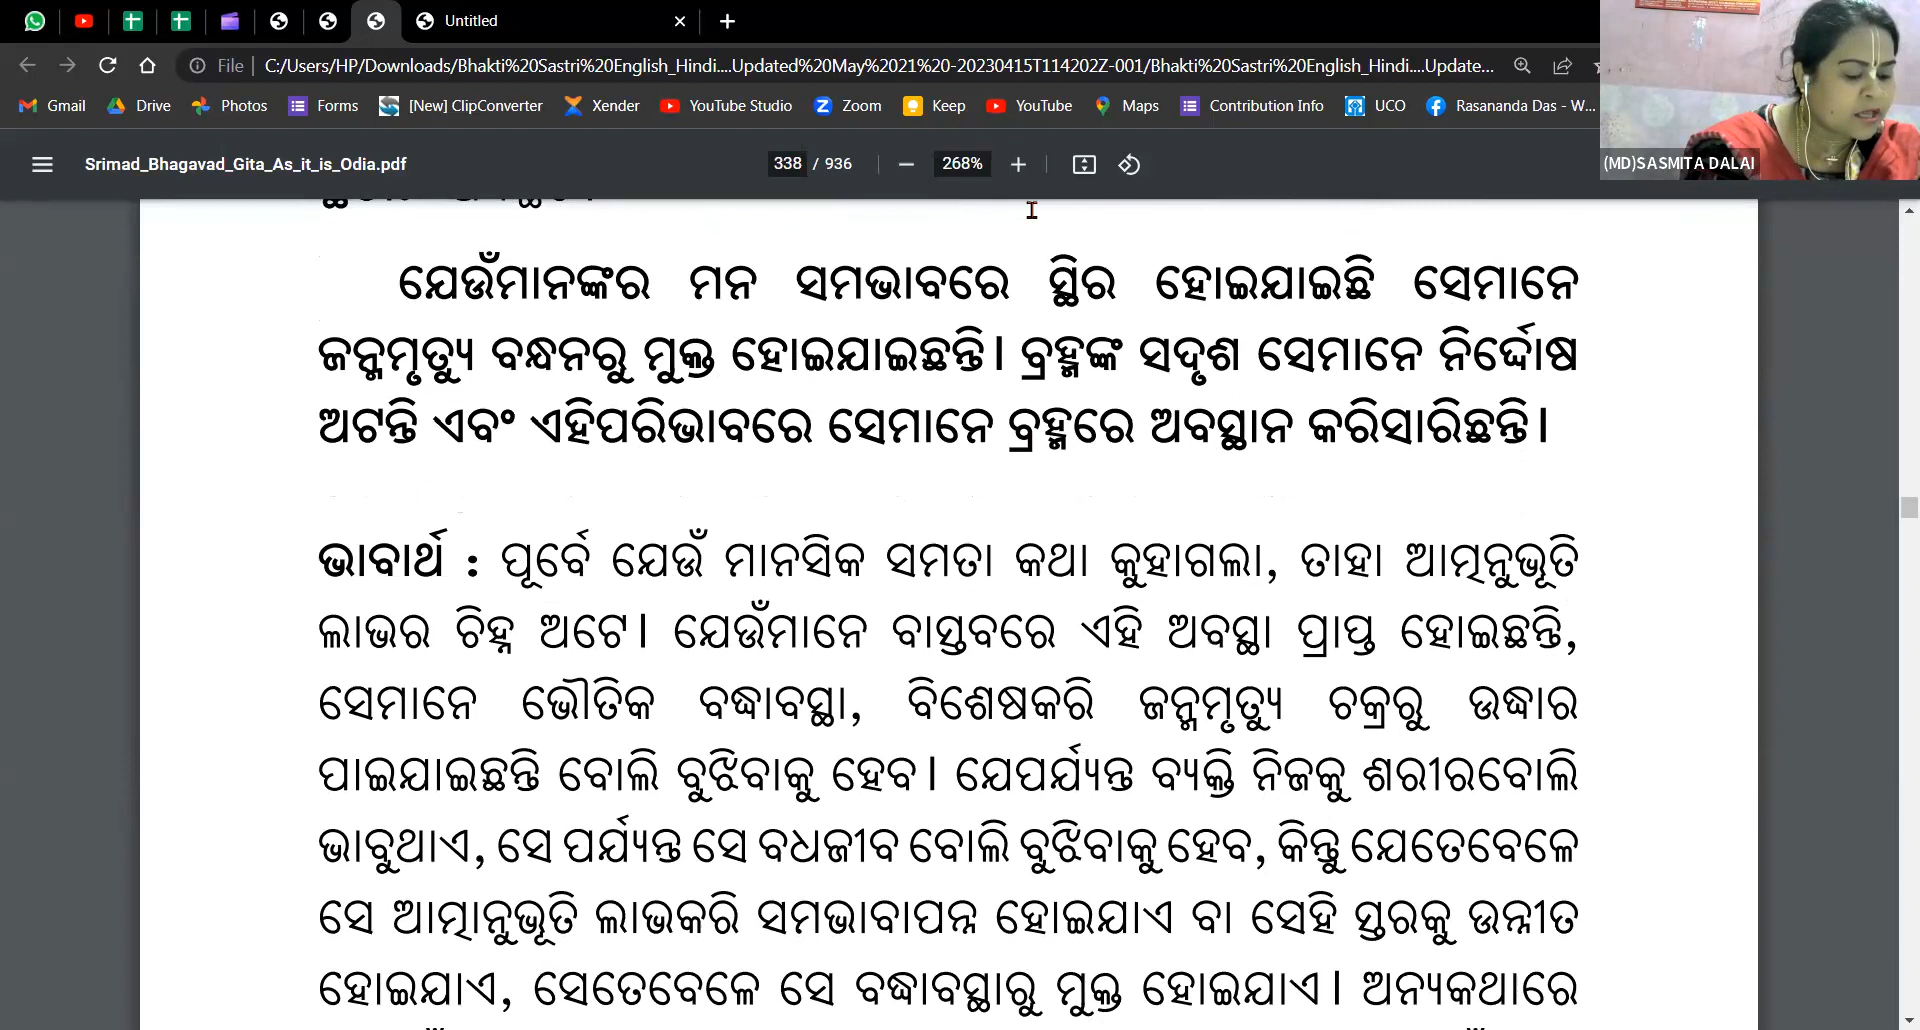 Untitled
File C:/Users/HP/Downloads/Bhakti%20Sastri%20English_Hindi....Updated%20May%2021%20-20230415T114202Z-001/Bhakti%20Sastri%20English_Hindi....Update...
Gmail Drive Photos Forms [New] ClipConverter Xender YouTube Studio Zoom Keep YouTube Maps Contribution Info UCO Rasananda Das - W...
Srimad_Bhagavad_Gita_As_it_is_Odia.pdf 338 / 936 268%
(MD)SASMITA DALAI
ଯେଉଁମାନଙ୍କର ମନ ସମଭାବରେ ସ୍ଥିର ହୋଇଯାଇଛି ସେମାନେ
ଜନ୍ମମୃତ୍ୟୁ ବନ୍ଧନରୁ ମୁକ୍ତ ହୋଇଯାଇଛନ୍ତି। ବ୍ରହ୍ମଙ୍କ ସଦୃଶ ସେମାନେ ନିର୍ଦ୍ଦୋଷ
ଅଟନ୍ତି ଏବଂ ଏହିପରିଭାବରେ ସେମାନେ ବ୍ରହ୍ମରେ ଅବସ୍ଥାନ କରିସାରିଛନ୍ତି।
ଭାବାର୍ଥ : ପୂର୍ବେ ଯେଉଁ ମାନସିକ ସମତା କଥା କୁହାଗଲା, ତାହା ଆତ୍ମନୁଭୂତି
ଲାଭର ଚିହ୍ନ ଅଟେ। ଯେଉଁମାନେ ବାସ୍ତବରେ ଏହି ଅବସ୍ଥା ପ୍ରାପ୍ତ ହୋଇଛନ୍ତି,
ସେମାନେ ଭୌତିକ ବଦ୍ଧାବସ୍ଥା, ବିଶେଷକରି ଜନ୍ମମୃତ୍ୟୁ ଚକ୍ରରୁ ଉଦ୍ଧାର
ପାଇଯାଇଛନ୍ତି ବୋଲି ବୁଝିବାକୁ ହେବ। ଯେପର୍ଯ୍ୟନ୍ତ ବ୍ୟକ୍ତି ନିଜକୁ ଶରୀରବୋଲି
ଭାବୁଥାଏ, ସେ ପର୍ଯ୍ୟନ୍ତ ସେ ବଧଜୀବ ବୋଲି ବୁଝିବାକୁ ହେବ, କିନ୍ତୁ ଯେତେବେଳେ
ସେ ଆତ୍ମାନୁଭୂତି ଲାଭକରି ସମଭାବାପନ୍ନ ହୋଇଯାଏ ବା ସେହି ସ୍ତରକୁ ଉନ୍ନୀତ
ହୋଇଯାଏ, ସେତେବେଳେ ସେ ବଦ୍ଧାବସ୍ଥାରୁ ମୁକ୍ତ ହୋଇଯାଏ। ଅନ୍ୟକଥାରେ